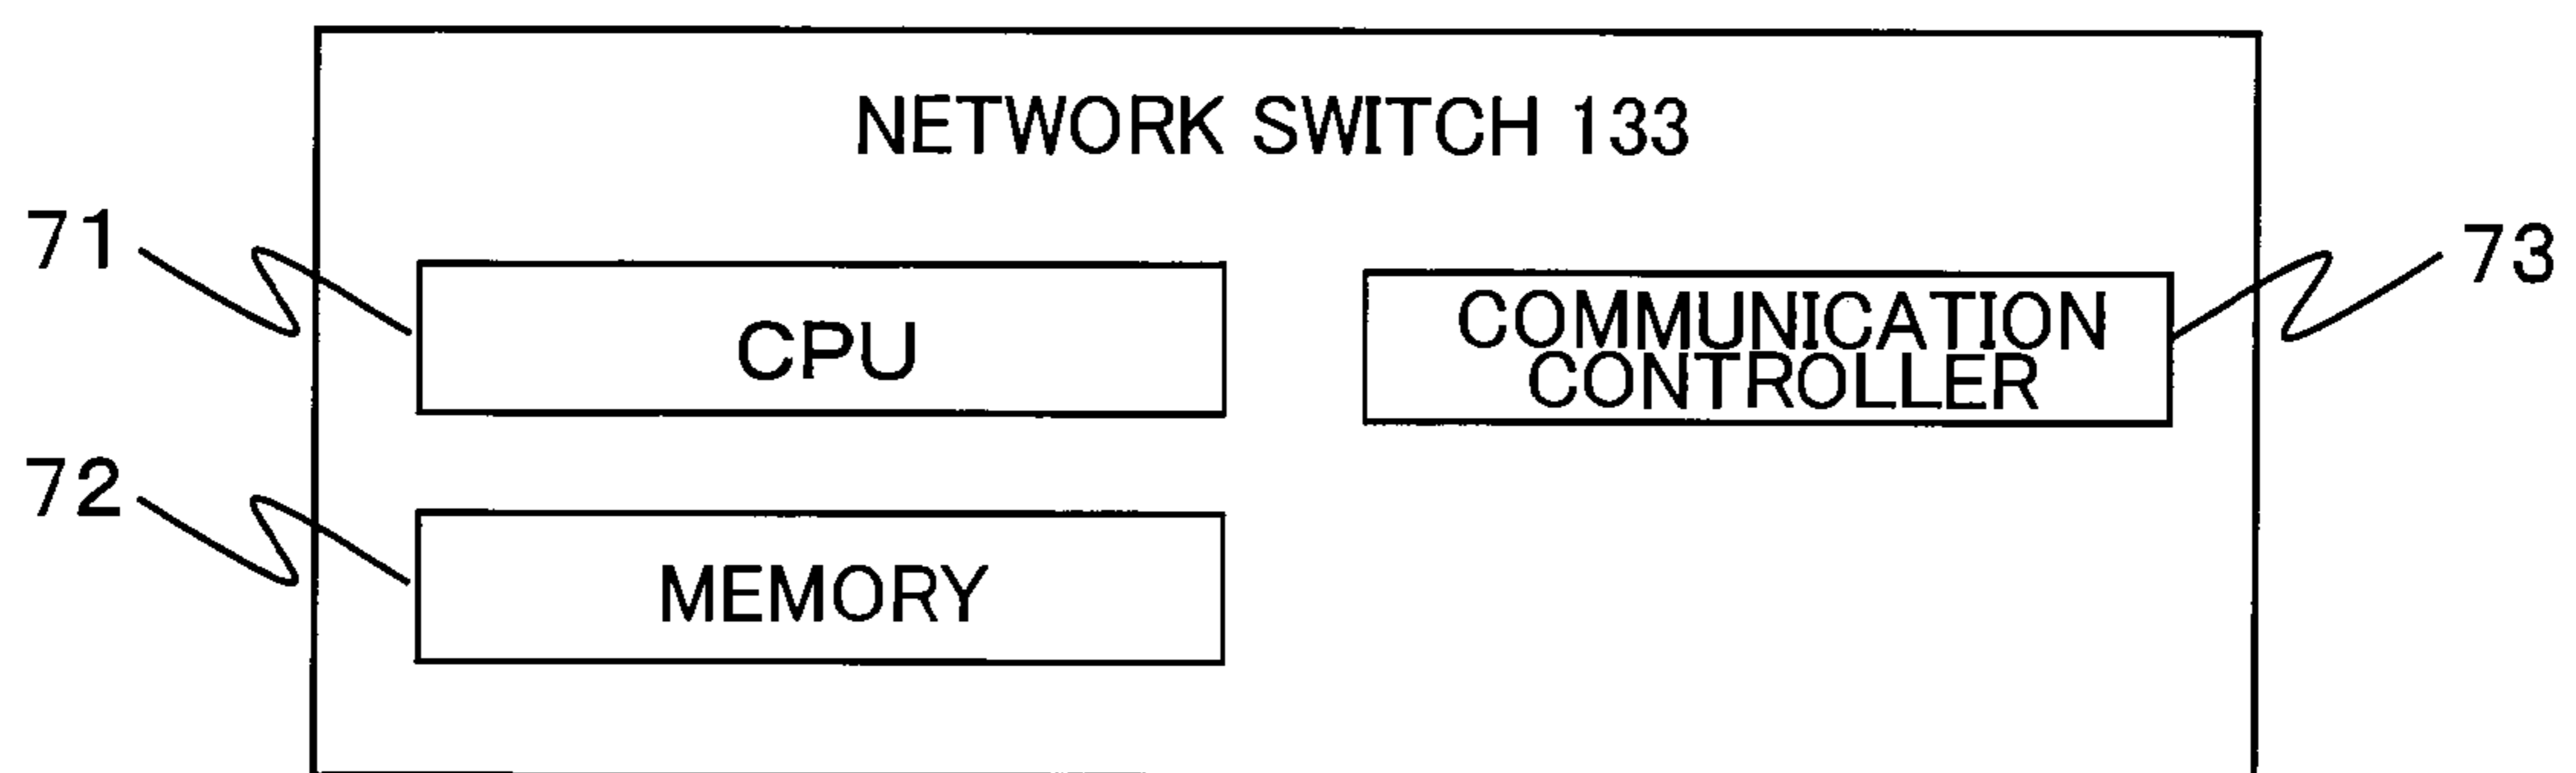 NETWORK SWITCH 133
71
CPU
COMMUNICATION
CONTROLLER
73
72
MEMORY